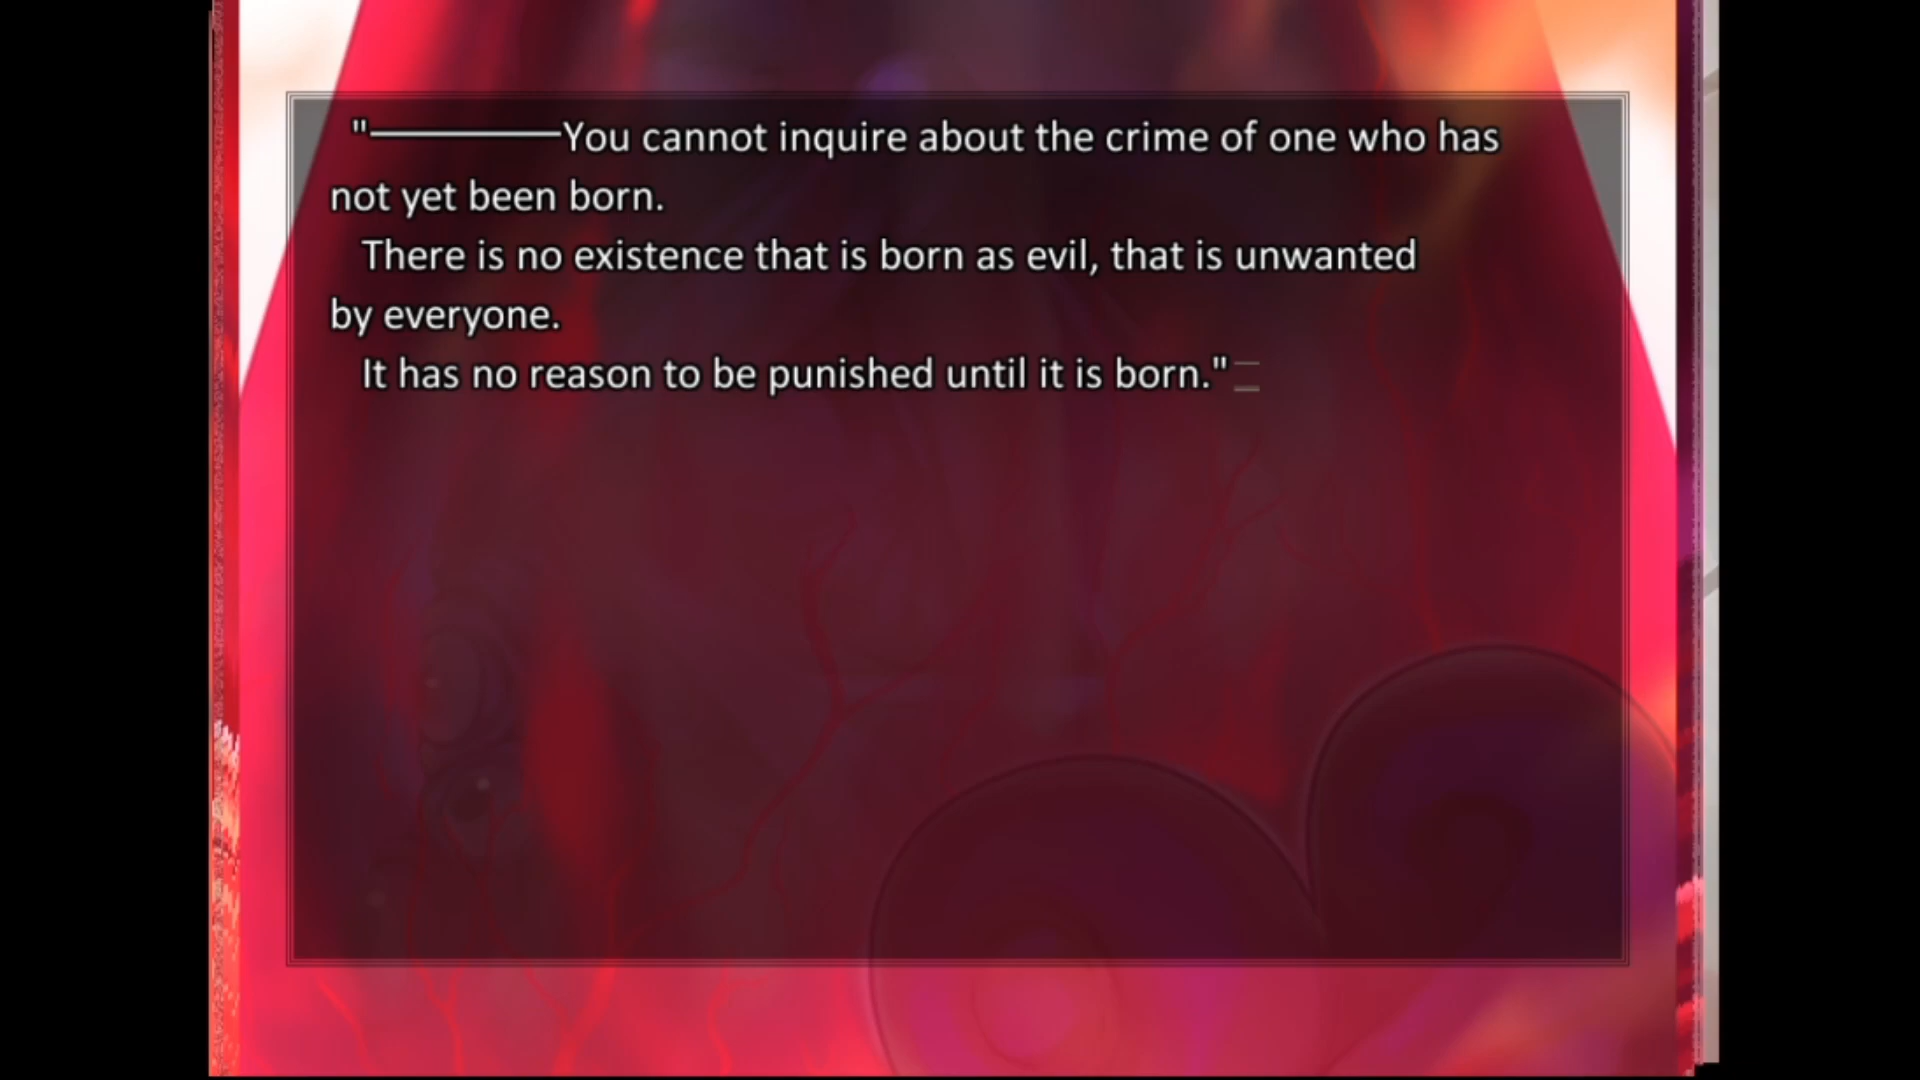 "──────You cannot inquire about the crime of one who has
not yet been born.
There is no existence that is born as evil, that is unwanted
by everyone.
It has no reason to be punished until it is born."